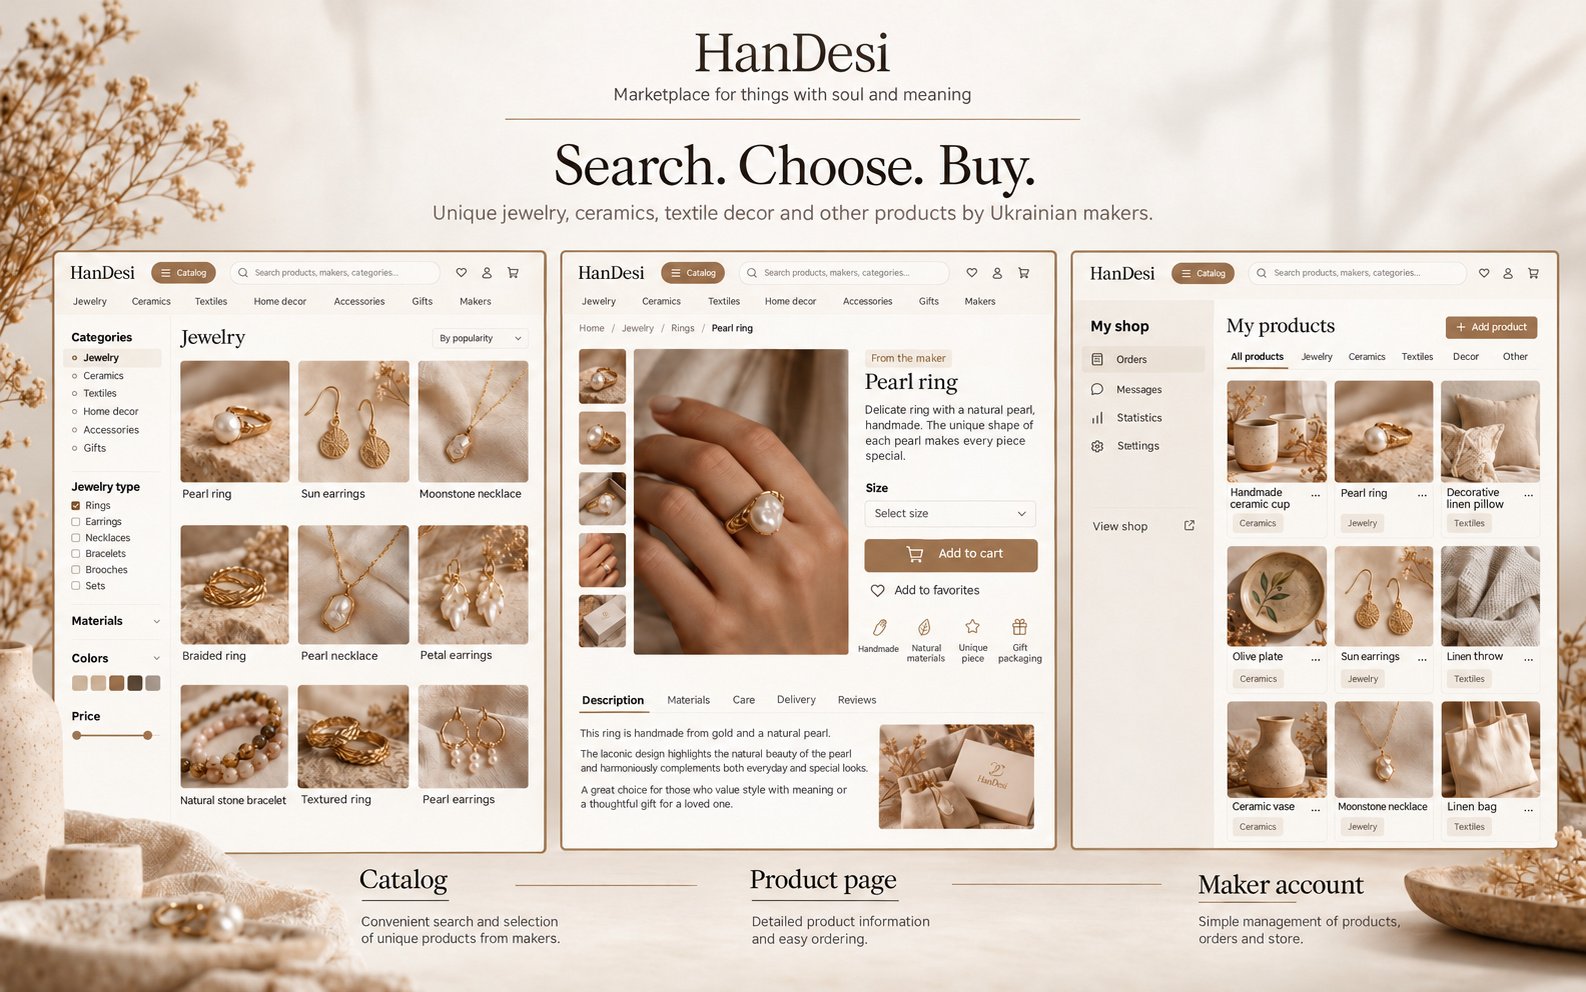 HanDesi
Marketplace for things with soul and meaning
Search. Choose. Buy.
Unique jewelry, ceramics, textile decor and other products by Ukrainian makers.
HanDesi
Catalog
Search products, makers, categories...
Jewelry
Ceramics
Textiles
Home decor
Accessories
Gifts
Makers
Categories
Jewelry
Ceramics
Textiles
Home decor
Accessories
Gifts
Jewelry type
Rings
Earrings
Necklaces
Bracelets
Brooches
Sets
Materials
Colors
Price
Jewelry
By popularity
Pearl ring
Sun earrings
Moonstone necklace
Braided ring
Pearl necklace
Petal earrings
Natural stone bracelet
Textured ring
Pearl earrings
HanDesi
Catalog
Search products, makers, categories...
Jewelry
Ceramics
Textiles
Home decor
Accessories
Gifts
Makers
Home / Jewelry / Rings / Pearl ring
From the maker
Pearl ring
Delicate ring with a natural pearl,
handmade. The unique shape of
each pearl makes every piece
special.
Size
Select size
Add to cart
Add to favorites
Handmade
Natural
materials
Unique
piece
Gift
packaging
Description
Materials
Care
Delivery
Reviews
This ring is handmade from gold and a natural pearl.
The laconic design highlights the natural beauty of the pearl
and harmoniously complements both everyday and special looks.
A great choice for those who value style with meaning or
a thoughtful gift for a loved one.
HanDesi
HanDesi
Catalog
Search products, makers, categories...
My shop
Orders
Messages
Statistics
Settings
View shop
My products
+ Add product
All products
Jewelry
Ceramics
Textiles
Decor
Other
Handmade
ceramic cup
...
Ceramics
Pearl ring
...
Jewelry
Decorative
linen pillow
...
Textiles
Olive plate
...
Ceramics
Sun earrings
...
Jewelry
Linen throw
...
Textiles
Ceramic vase
...
Ceramics
Moonstone necklace
Jewelry
Linen bag
...
Textiles
Catalog
Convenient search and selection
of unique products from makers.
Product page
Detailed product information
and easy ordering.
Maker account
Simple management of products,
orders and store.